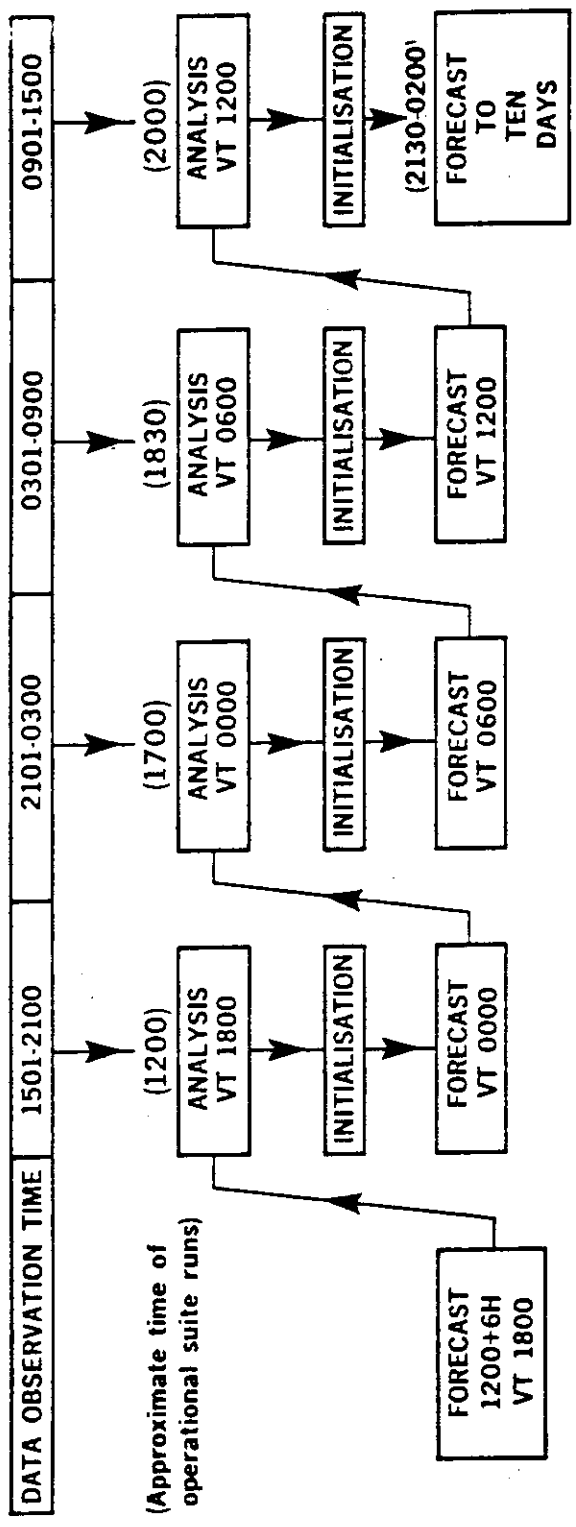 DATA OBSERVATION TIME
1501-2100
2101-0300
0301-0900
0901-1500
(Approximate time of
operational suite runs)
(1200)
(1700)
(1830)
(2000)
ANALYSIS
VT 1800
ANALYSIS
VT 0000
ANALYSIS
VT 0600
ANALYSIS
VT 1200
INITIALISATION
INITIALISATION
INITIALISATION
INITIALISATION
(2130-0200)
FORECAST
1200+6H
VT 1800
FORECAST
VT 0000
FORECAST
VT 0600
FORECAST
VT 1200
FORECAST
TO
TEN
DAYS